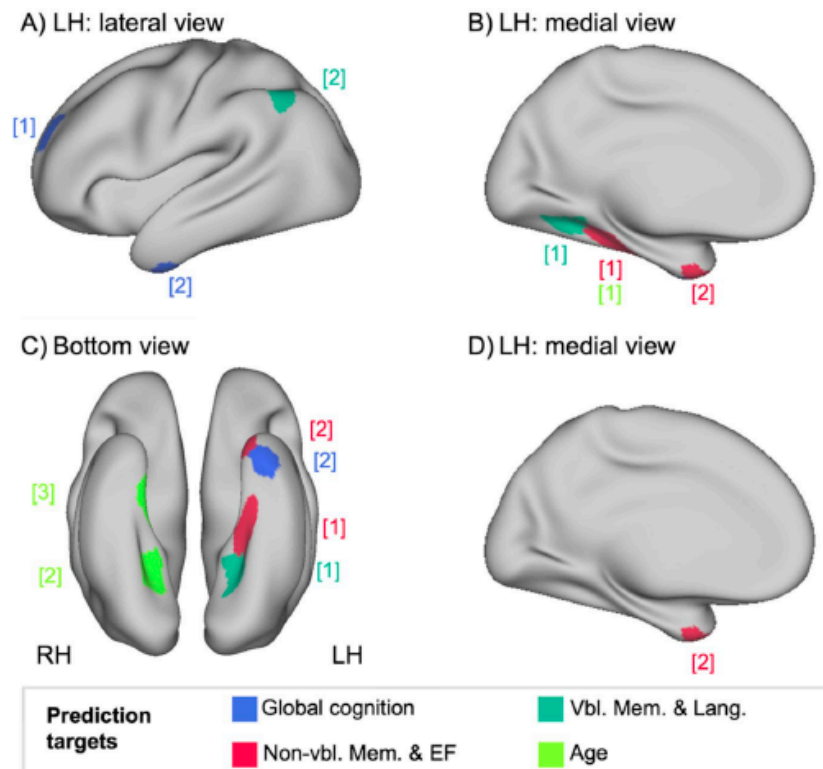 A) LH: lateral view
[1]
[2]
[2]
B) LH: medial view
[1]
[1]
[1]
[2]
C) Bottom view
[3]
[2]
[2]
[2]
[1]
[1]
RH
LH
D) LH: medial view
[2]
Prediction targets
Global cognition
Vbl. Mem. & Lang.
Non-vbl. Mem. & EF
Age